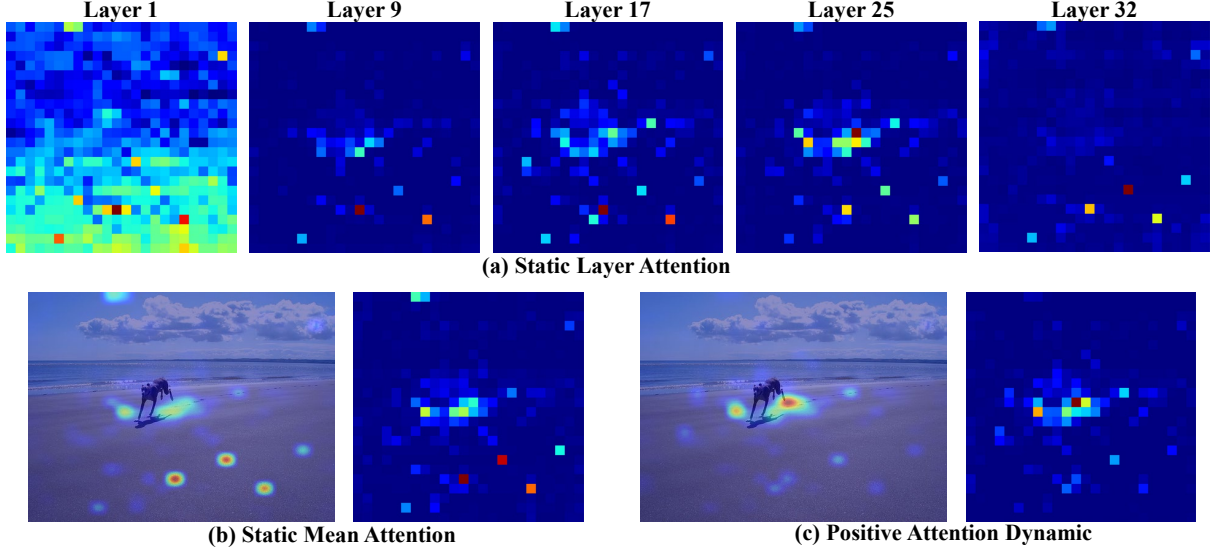 Layer 1 Layer 9 Layer 17 Layer 25 Layer 32
(a) Static Layer Attention
(b) Static Mean Attention (c) Positive Attention Dynamic